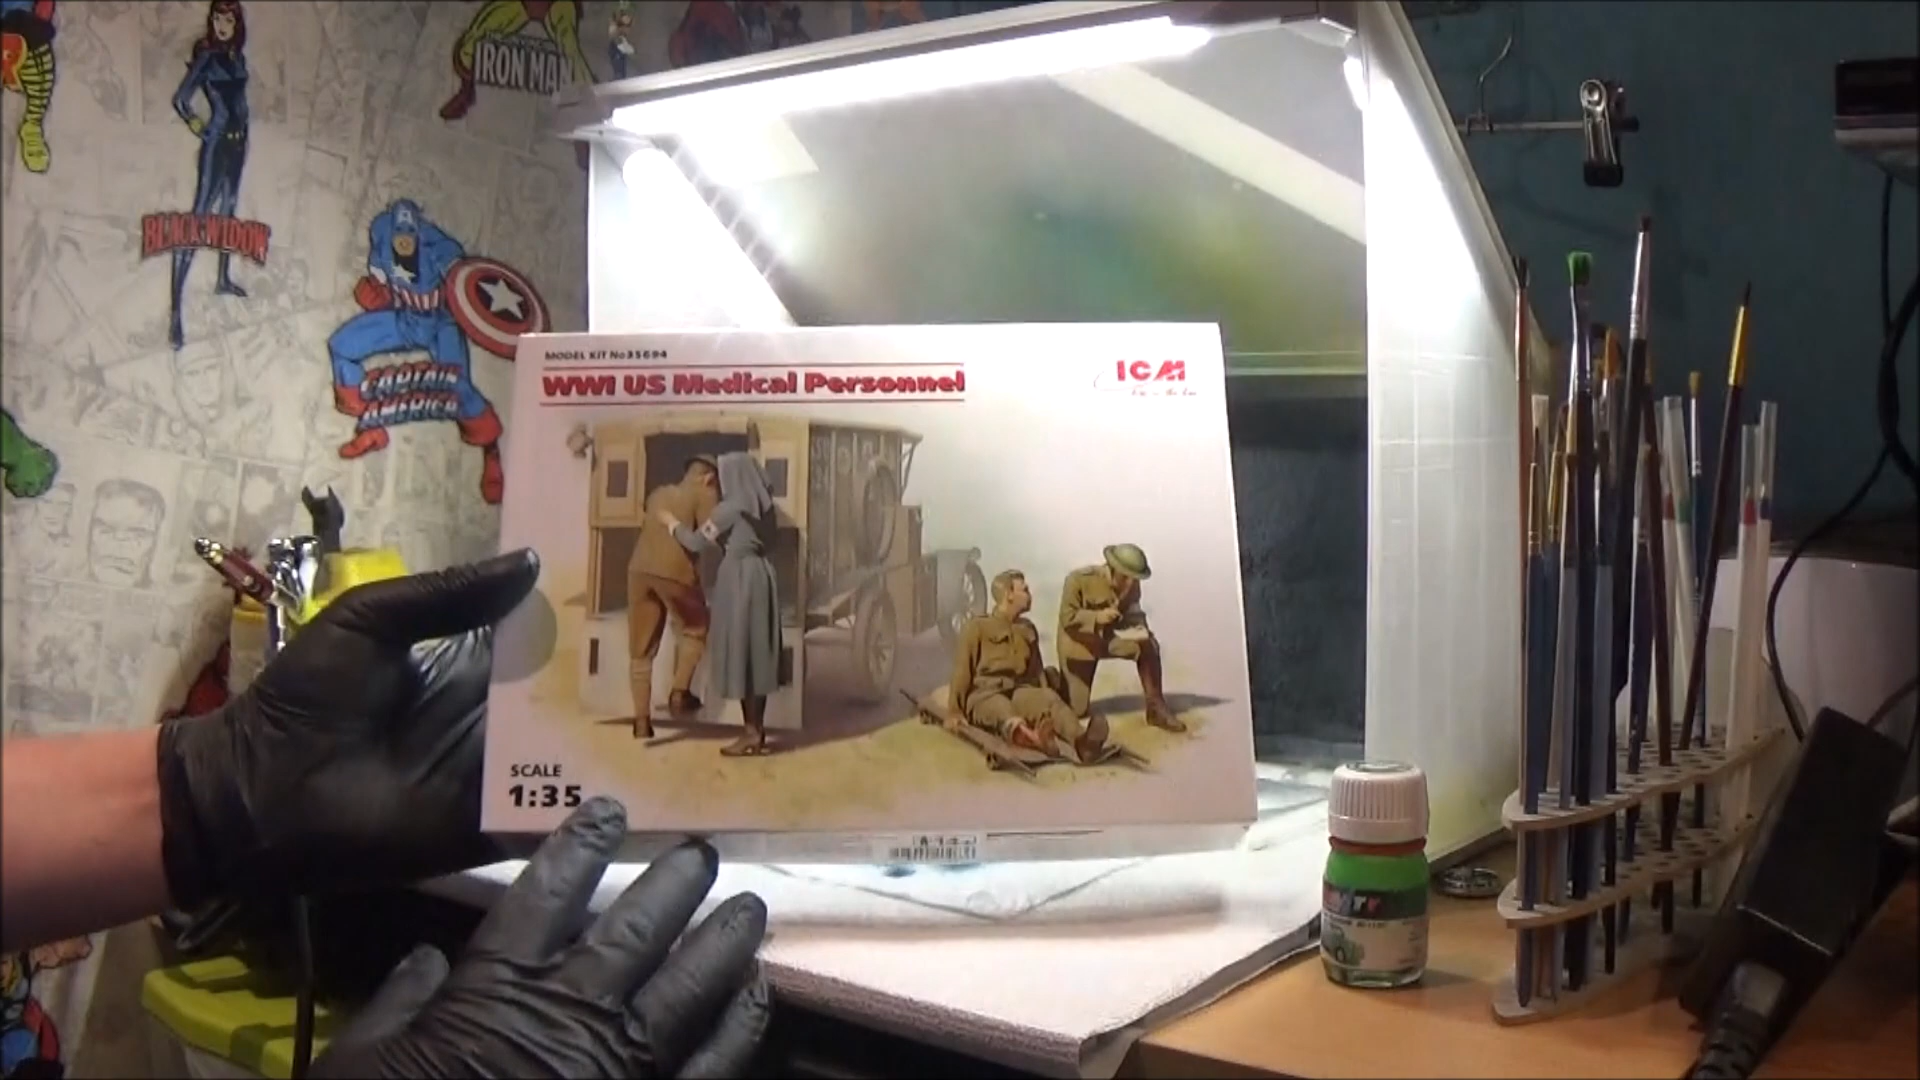 IRON MAN
BLACK WIDOW
CAPTAIN
AMERICA
MODEL KIT No35694
WWI US Medical Personnel
ICM
SCALE
1:35